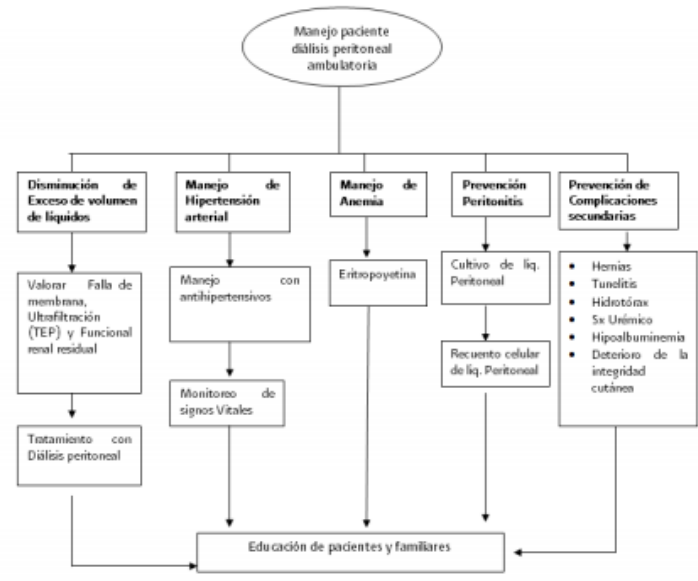 Manejo paciente
diálisis peritoneal
ambulatoria
Disminución de
Exceso de volumen
de líquidos
Manejo de
Hipertensión
arterial
Manejo de
Anemia
Prevención
Peritonitis
Prevención de
Complicaciones
secundarias
Valorar Falla de
membrana,
Ultrafiltración
(TEP) y Funcional
renal residual
Tratamiento con
Diálisis peritoneal
Manejo con
antihipertensivos
Monitoreo de
signos Vitales
Eritropoyetina
Cultivo de liq.
Peritoneal
Recuento celular
de liq. Peritoneal
• Hernias
• Tunelitis
• Hidrotórax
• Sx Urémico
• Hipoalbuminemia
• Deterioro de la
integridad
cutánea
Educación de pacientes y familiares